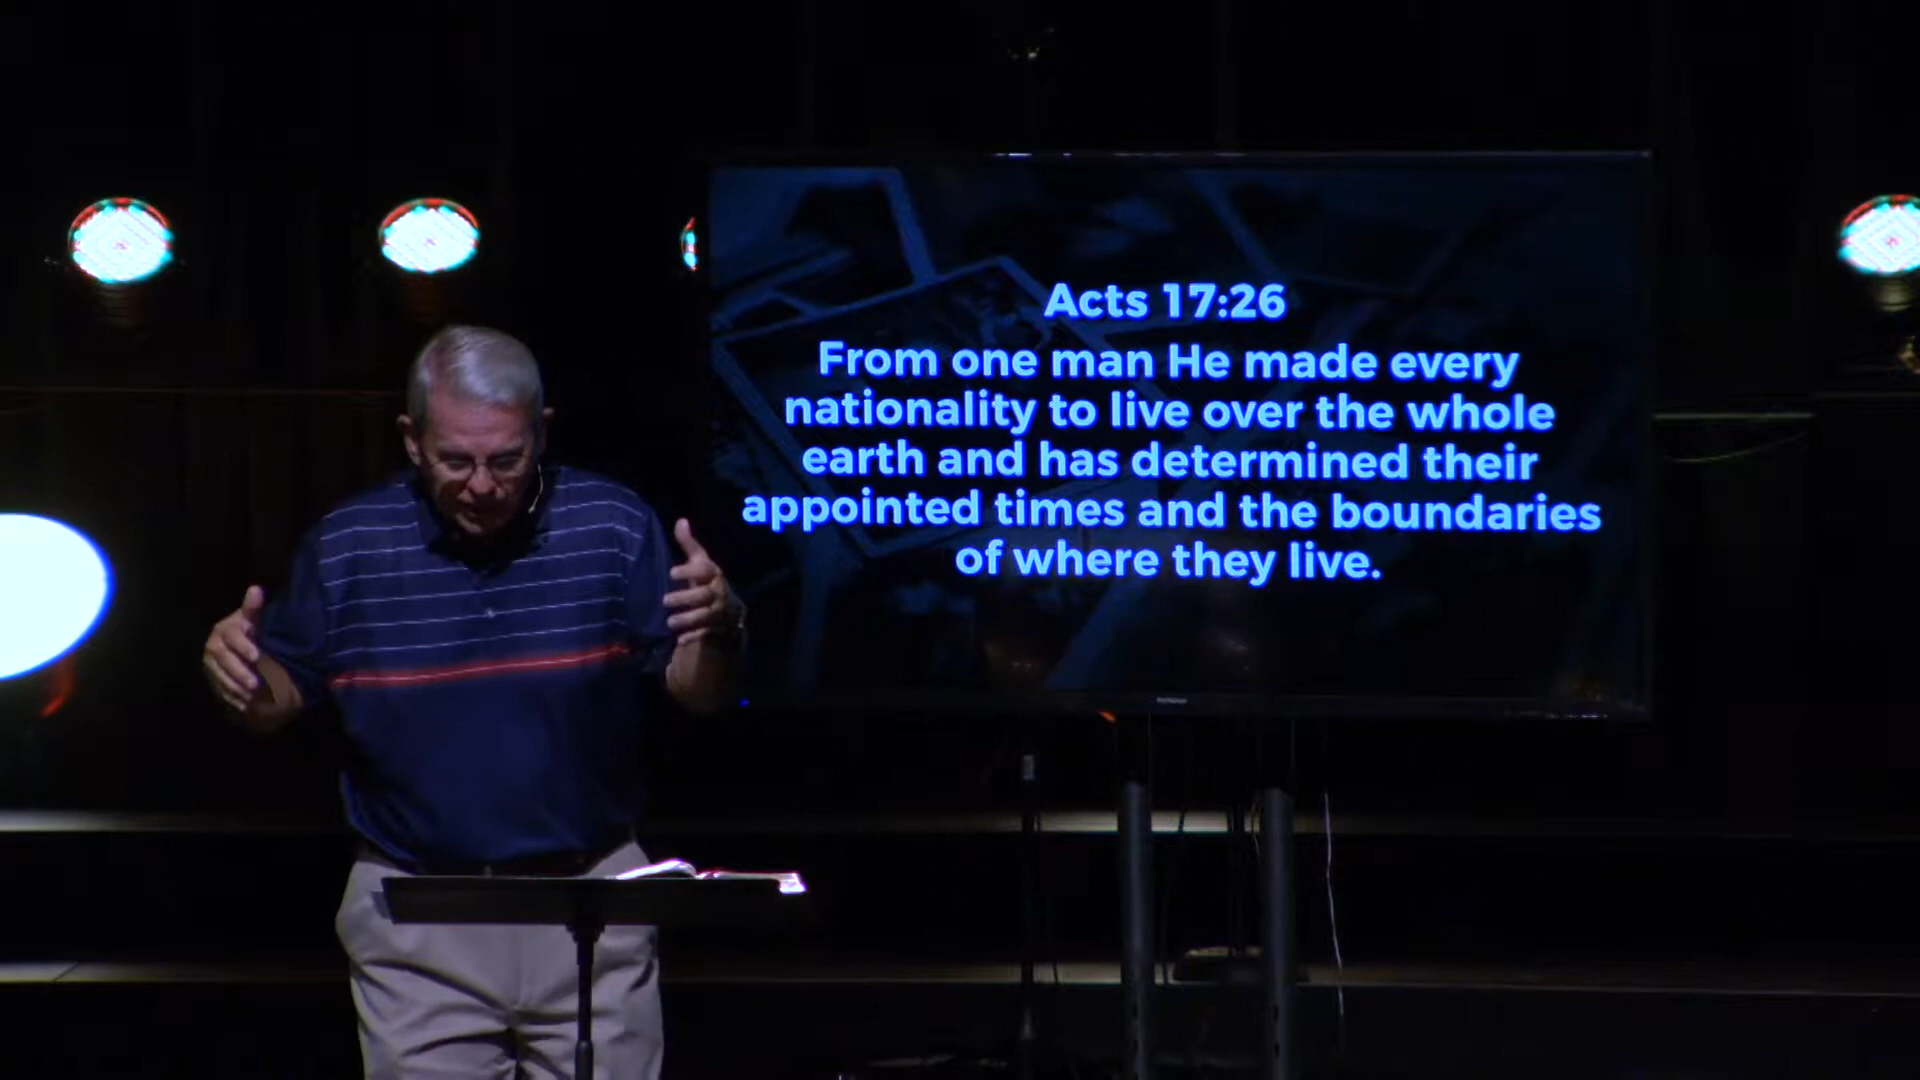 Acts 17:26
From one man He made every
nationality to live over the whole
earth and has determined their
appointed times and the boundaries
of where they live.